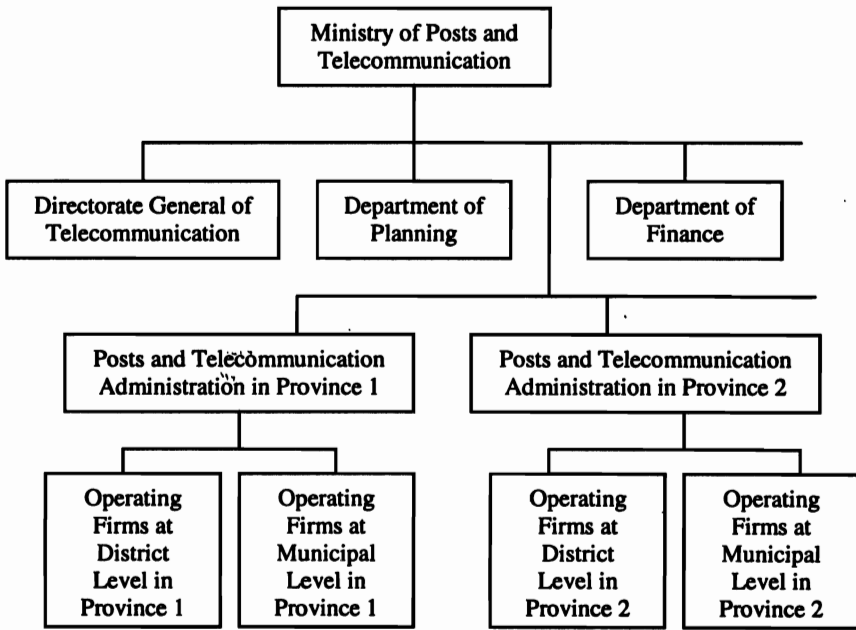 Ministry of Posts and
Telecommunication
Directorate General of
Telecommunication
Department of
Planning
Department of
Finance
Posts and Telecommunication
Administration in Province 1
Posts and Telecommunication
Administration in Province 2
Operating
Firms at
District
Level in
Province 1
Operating
Firms at
Municipal
Level in
Province 1
Operating
Firms at
District
Level in
Province 2
Operating
Firms at
Municipal
Level in
Province 2